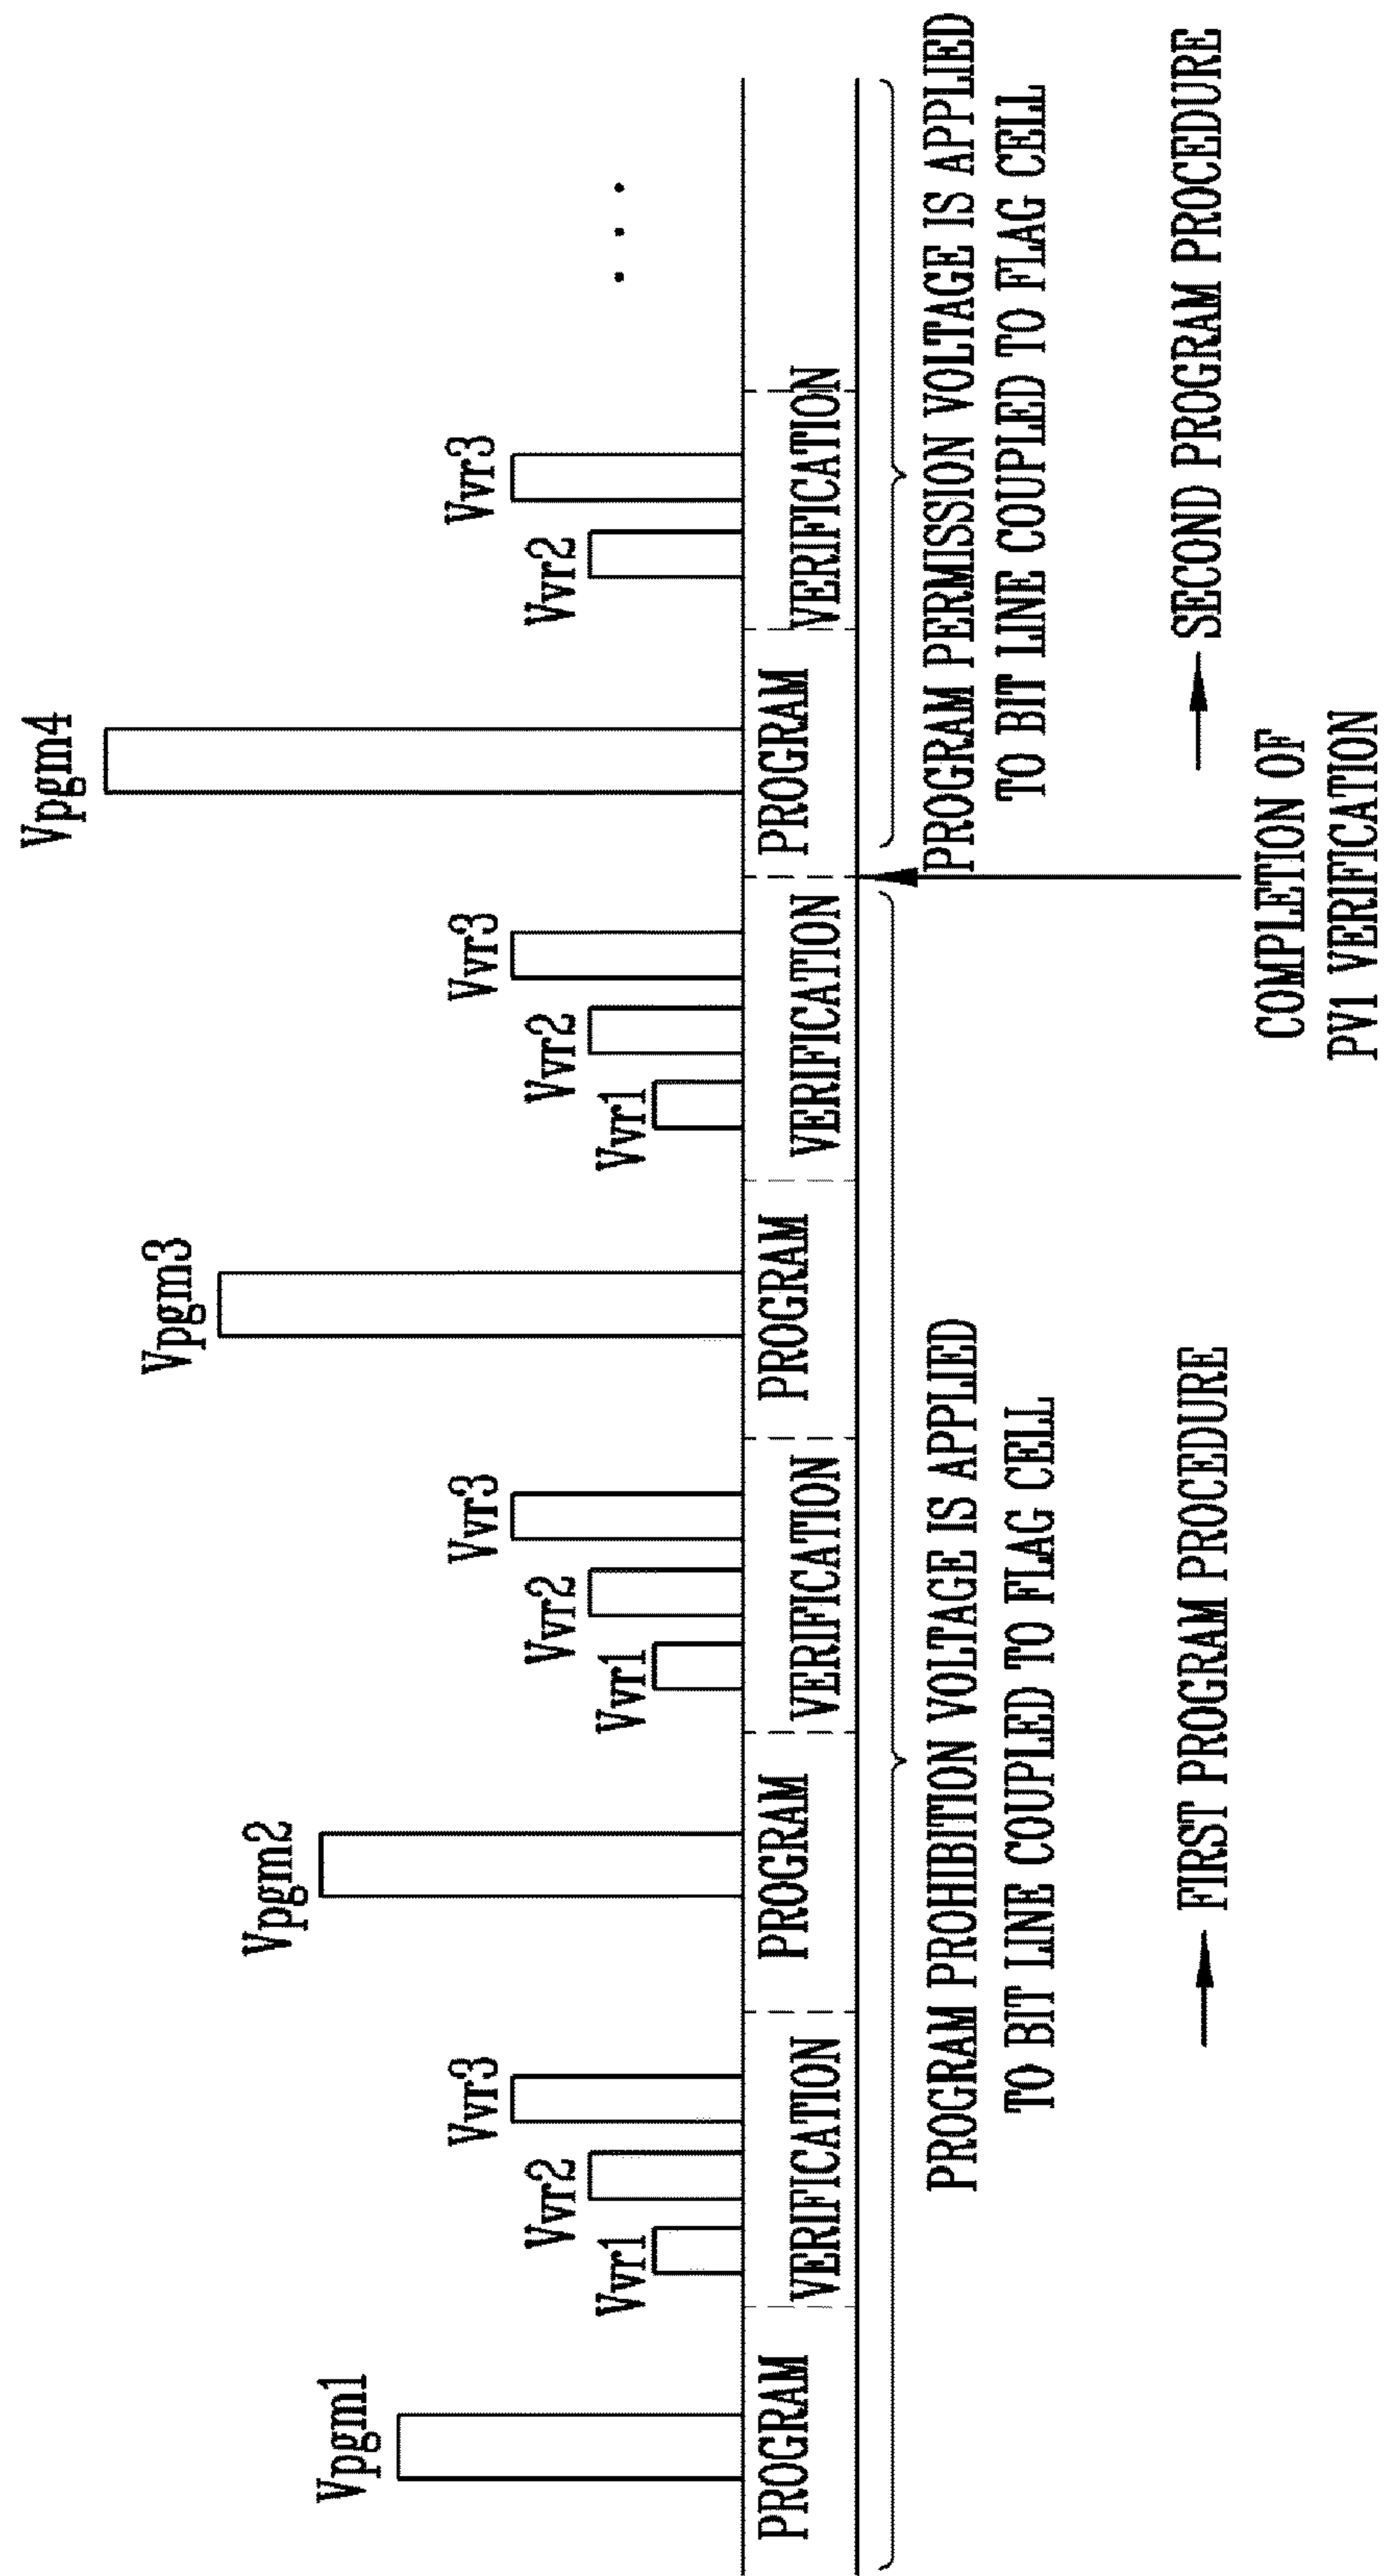 Vpgm1
Vvr1
Vvr2
Vvr3
Vpgm2
Vvr1
Vvr2
Vvr3
Vpgm3
Vvr1
Vvr2
Vvr3
Vpgm4
Vvr2
Vvr3
. . .
PROGRAM
VERIFICATION
PROGRAM
VERIFICATION
PROGRAM
VERIFICATION
PROGRAM
VERIFICATION
PROGRAM PROHIBITION VOLTAGE IS APPLIED
TO BIT LINE COUPLED TO FLAG CELL
PROGRAM PERMISSION VOLTAGE IS APPLIED
TO BIT LINE COUPLED TO FLAG CELL
FIRST PROGRAM PROCEDURE
SECOND PROGRAM PROCEDURE
COMPLETION OF
PV1 VERIFICATION